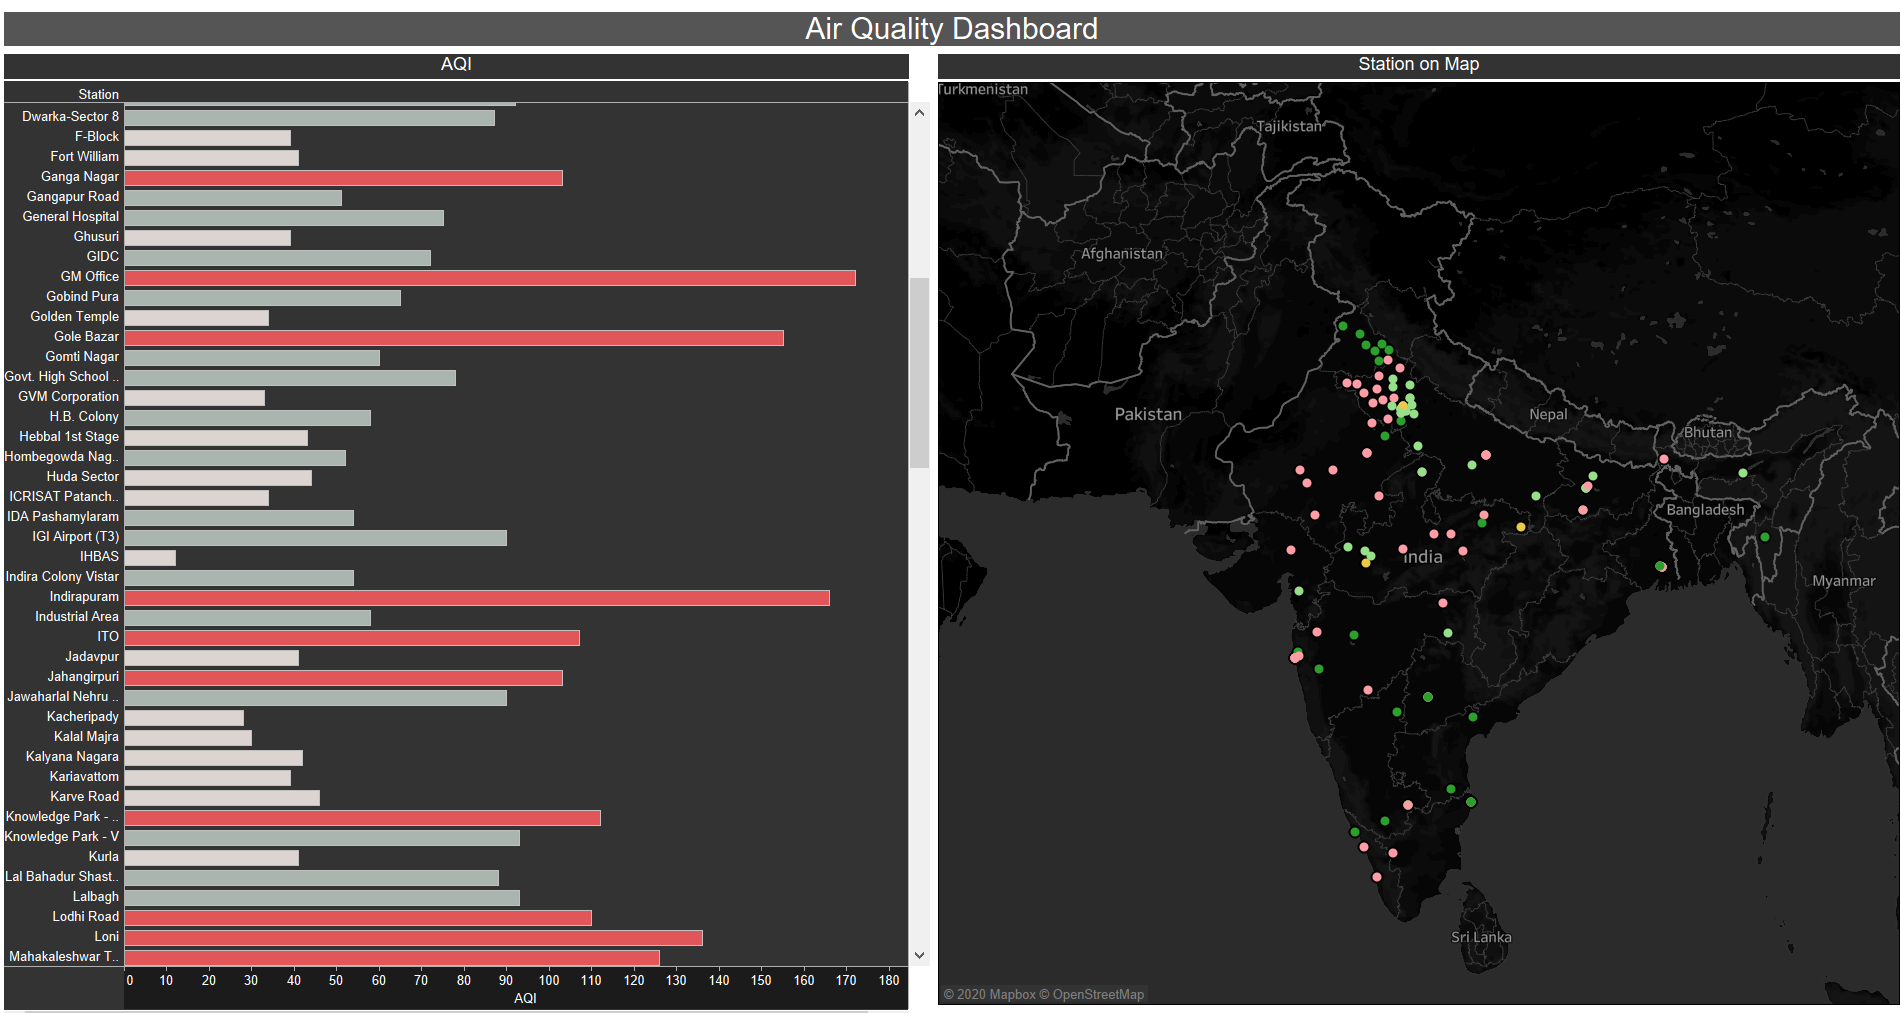 Air Quality Dashboard
AQI
Station
Dwarka-Sector 8
F-Block
Fort William
Ganga Nagar
Gangapur Road
General Hospital
Ghusuri
GIDC
GM Office
Gobind Pura
Golden Temple
Gole Bazar
Gomti Nagar
Govt. High School ..
GVM Corporation
H.B. Colony
Hebbal 1st Stage
Hombegowda Nag..
Huda Sector
ICRISAT Patanch..
IDA Pashamylaram
IGI Airport (T3)
IHBAS
Indira Colony Vistar
Indirapuram
Industrial Area
ITO
Jadavpur
Jahangirpuri
Jawaharlal Nehru ..
Kacheripady
Kalal Majra
Kalyana Nagara
Kariavattom
Karve Road
Knowledge Park - ..
Knowledge Park - V
Kurla
Lal Bahadur Shast..
Lalbagh
Lodhi Road
Loni
Mahakaleshwar T..
0 10 20 30 40 50 60 70 80 90 100 110 120 130 140 150 160 170 180
AQI
Station on Map
Turkmenistan
Tajikistan
Afghanistan
Pakistan
Nepal
Bhutan
Bangladesh
India
Myanmar
Sri Lanka
© 2020 Mapbox © OpenStreetMap